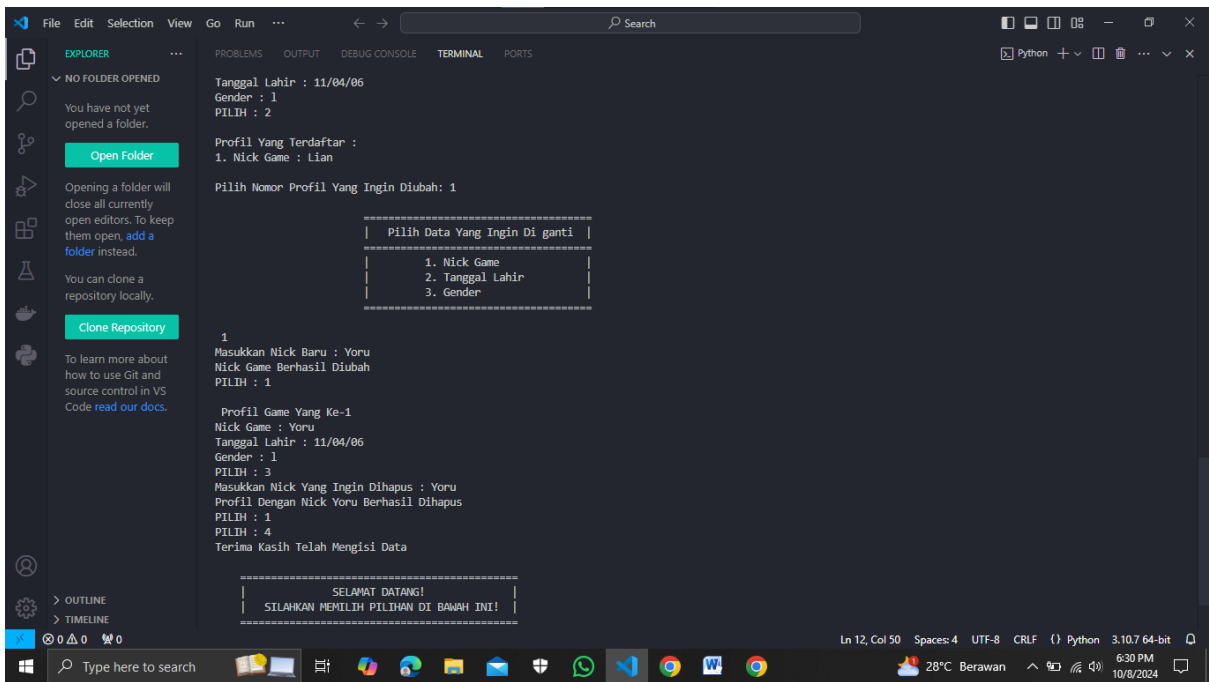 File Edit Selection View Go Run ··· Search
EXPLORER ···
NO FOLDER OPENED
You have not yet
opened a folder.
Open Folder
Opening a folder will
close all currently
open editors. To keep
them open, add a
folder instead.
You can clone a
repository locally.
Clone Repository
To learn more about
how to use Git and
source control in VS
Code read our docs.
OUTLINE
TIMELINE
PROBLEMS OUTPUT DEBUG CONSOLE TERMINAL PORTS Python
Tanggal Lahir : 11/04/06
Gender : l
PILIH : 2
Profil Yang Terdaftar :
1. Nick Game : Lian
Pilih Nomor Profil Yang Ingin Diubah: 1
=====================================
| Pilih Data Yang Ingin Di ganti |
=====================================
| 1. Nick Game |
| 2. Tanggal Lahir |
| 3. Gender |
=====================================
1
Masukkan Nick Baru : Yoru
Nick Game Berhasil Diubah
PILIH : 1
Profil Game Yang Ke-1
Nick Game : Yoru
Tanggal Lahir : 11/04/06
Gender : l
PILIH : 3
Masukkan Nick Yang Ingin Dihapus : Yoru
Profil Dengan Nick Yoru Berhasil Dihapus
PILIH : 1
PILIH : 4
Terima Kasih Telah Mengisi Data
=============================================
| SELAMAT DATANG! |
| SILAHKAN MEMILIH PILIHAN DI BAWAH INI! |
=============================================
0 0 0 Ln 12, Col 50 Spaces: 4 UTF-8 CRLF {} Python 3.10.7 64-bit
Type here to search 28°C Berawan 6:30 PM
10/8/2024